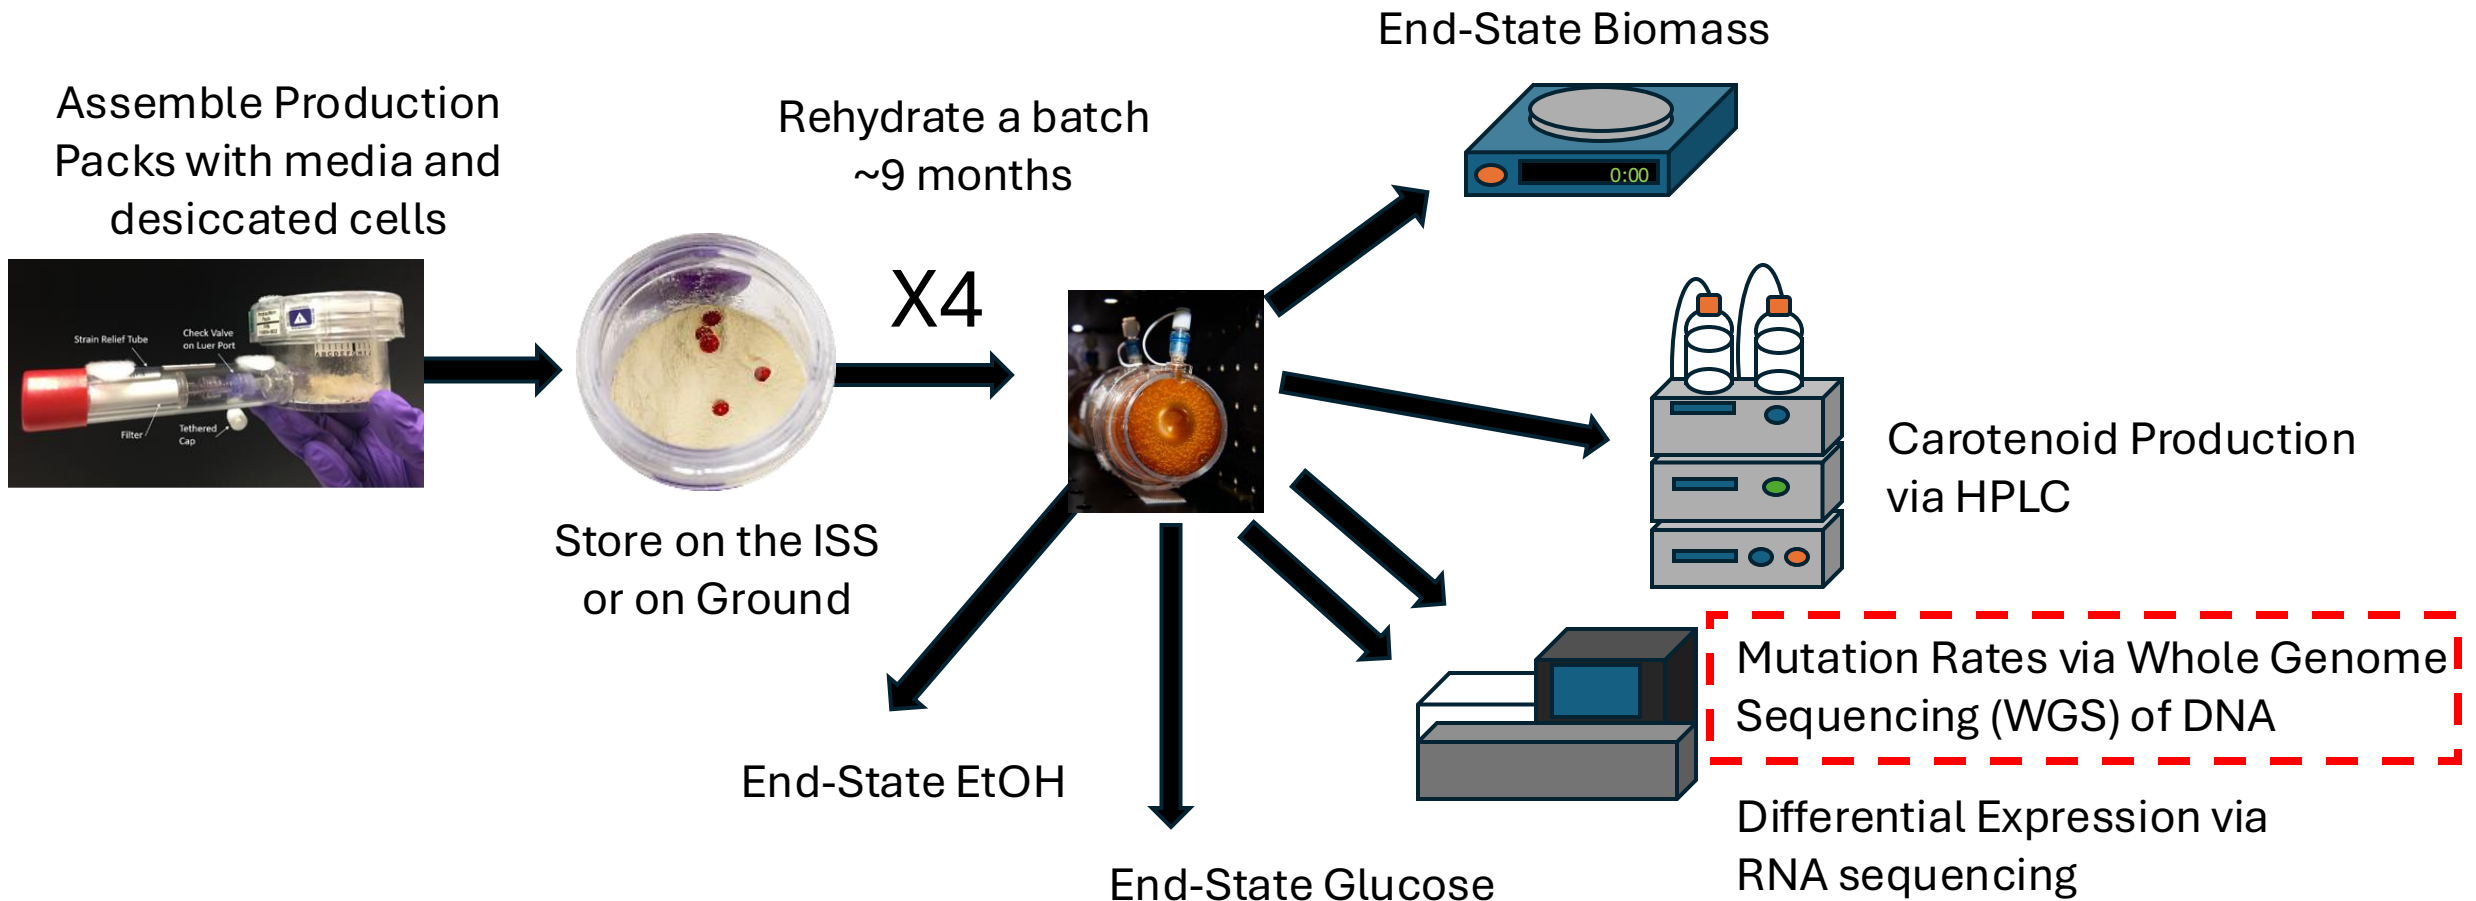 End-State Biomass
Assemble Production
Packs with media and
desiccated cells
Rehydrate a batch
~9 months
0:00
X4
Strain Relief Tube
Check Valve
on Luer Port
Filter
Tethered
Cap
Store on the ISS
or on Ground
Carotenoid Production
via HPLC
Mutation Rates via Whole Genome
Sequencing (WGS) of DNA
End-State EtOH
Differential Expression via
RNA sequencing
End-State Glucose